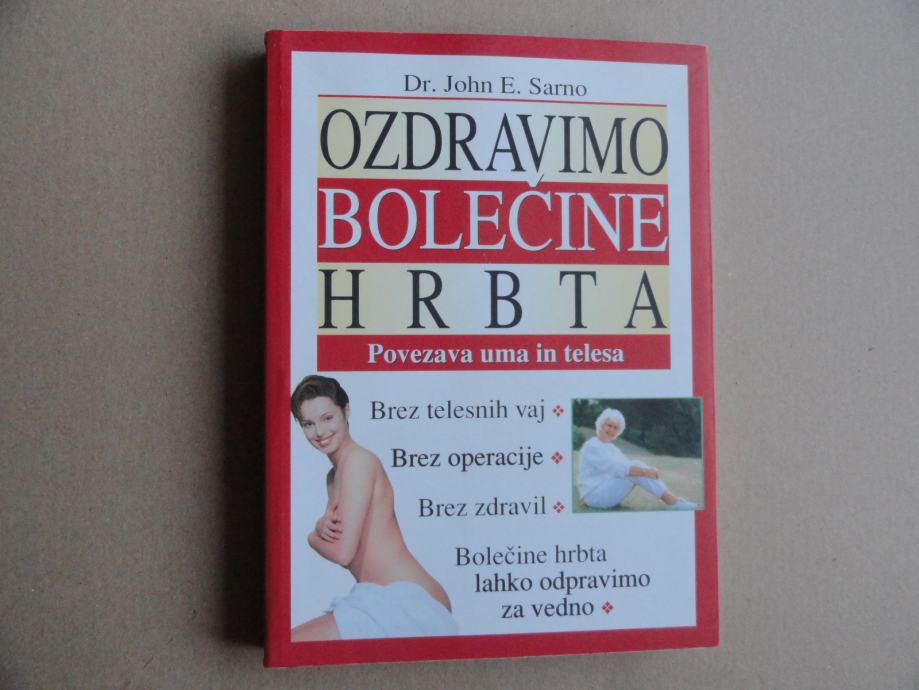 Dr. John E. Sarno
OZDRAVIMO
BOLEČINE
HRBTA
Povezava uma in telesa
Brez telesnih vaj ❖
Brez operacije ❖
Brez zdravil ❖
Bolečine hrbta
lahko odpravimo
za vedno ❖